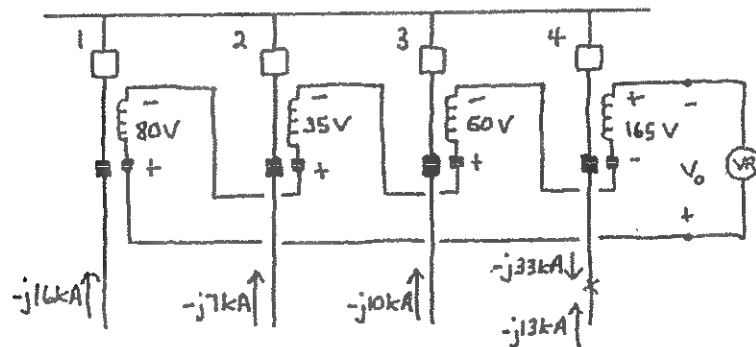 1 2 3 4
80V 35V 60V 165V
- - - + -
+ + + -
V₀ VR
+
-j16kA -j7kA -j10kA -j33kA
-j13kA